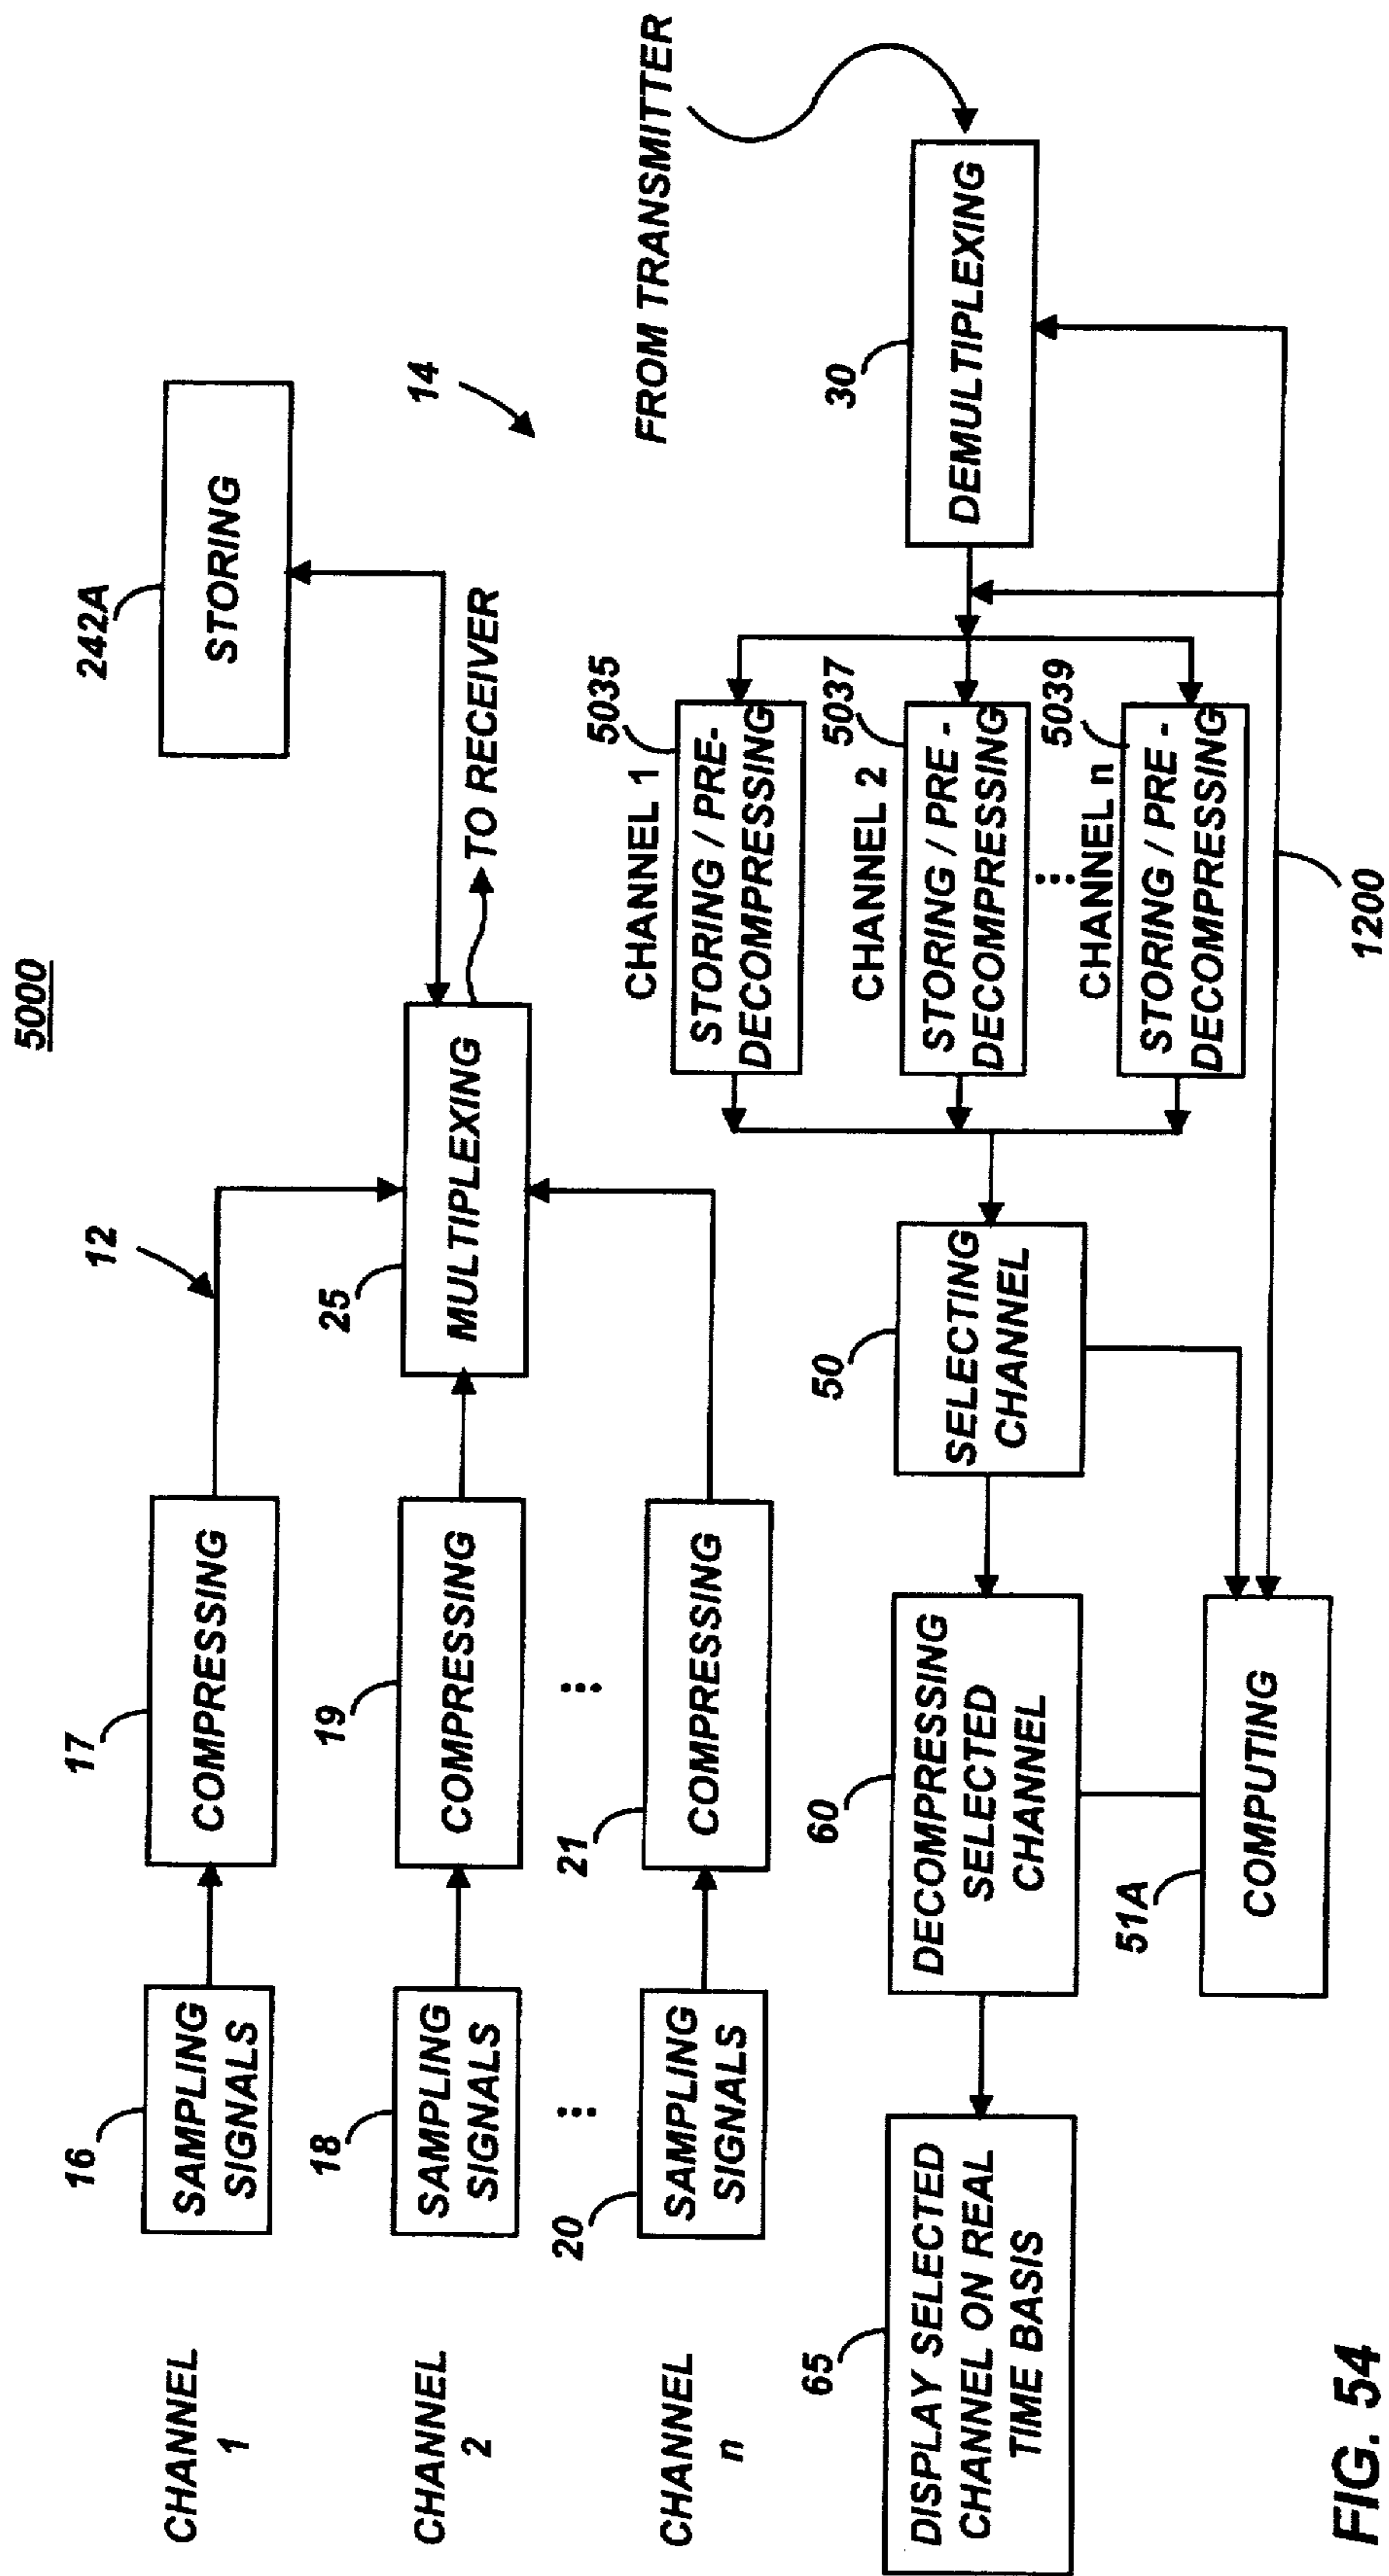 5000
CHANNEL
1
16
SAMPLING
SIGNALS
17
COMPRESSING
12
242A
STORING
CHANNEL
2
18
SAMPLING
SIGNALS
19
COMPRESSING
25
MULTIPLEXING
TO RECEIVER
14
CHANNEL
n
20
SAMPLING
SIGNALS
21
COMPRESSING
FROM TRANSMITTER
65
DISPLAY SELECTED
CHANNEL ON REAL
TIME BASIS
60
DECOMPRESSING
SELECTED
CHANNEL
50
SELECTING
CHANNEL
CHANNEL 1
5035
STORING / PRE-
DECOMPRESSING
CHANNEL 2
5037
STORING / PRE -
DECOMPRESSING
CHANNEL n
5039
STORING / PRE -
DECOMPRESSING
30
DEMULTIPLEXING
51A
COMPUTING
1200
FIG. 54